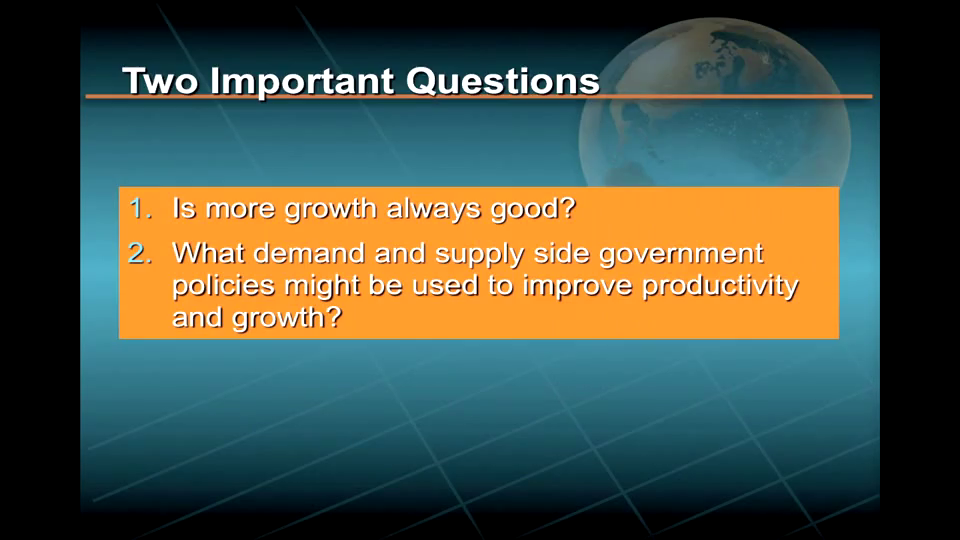 Two Important Questions
1. Is more growth always good?
2. What demand and supply side government
policies might be used to improve productivity
and growth?